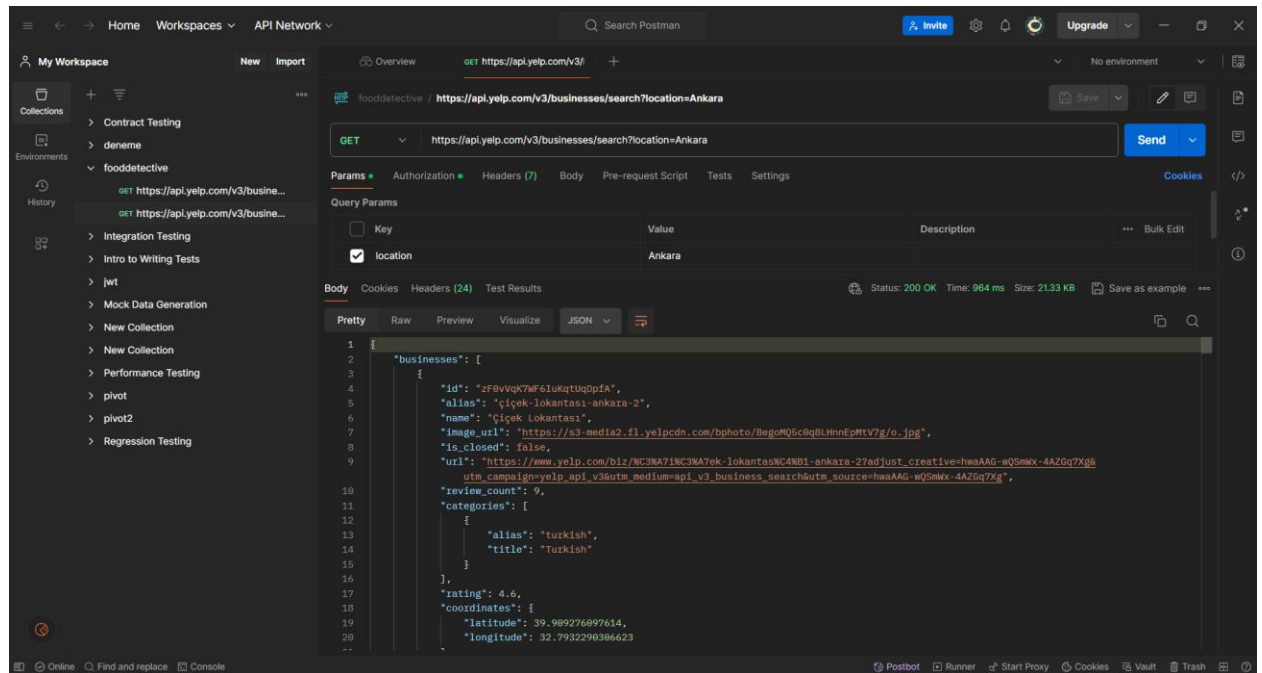 Home Workspaces API Network Search Postman Invite Upgrade
My Workspace New Import Overview GET https://api.yelp.com/v3/l No environment
Collections
Environments
History
Contract Testing
deneme
fooddetective
GET https://api.yelp.com/v3/busine...
GET https://api.yelp.com/v3/busine...
Integration Testing
Intro to Writing Tests
jwt
Mock Data Generation
New Collection
New Collection
Performance Testing
pivot
pivot2
Regression Testing
HTTP fooddetective / https://api.yelp.com/v3/businesses/search?location=Ankara Save
GET https://api.yelp.com/v3/businesses/search?location=Ankara Send
Params Authorization Headers (7) Body Pre-request Script Tests Settings Cookies
Query Params
Key Value Description Bulk Edit
location Ankara
Body Cookies Headers (24) Test Results Status: 200 OK Time: 964 ms Size: 21.33 KB Save as example
Pretty Raw Preview Visualize JSON
1 {
2 "businesses": [
3 {
4 "id": "zF0vVqK7WF6IuKqtUqDpfA",
5 "alias": "çiçek-lokantası-ankara-2",
6 "name": "Çiçek Lokantası",
7 "image_url": "https://s3-media2.fl.yelpcdn.com/bphoto/BegoMQ5c0q8LHnnEpMtV7g/o.jpg",
8 "is_closed": false,
9 "url": "https://www.yelp.com/biz/%C3%A7i%C3%A7ek-lokantas%C4%B1-ankara-2?adjust_creative=hwaAAG-wQSmWx-4AZGq7Xg&
utm_campaign=yelp_api_v3&utm_medium=api_v3_business_search&utm_source=hwaAAG-wQSmWx-4AZGq7Xg",
10 "review_count": 9,
11 "categories": [
12 {
13 "alias": "turkish",
14 "title": "Turkish"
15 }
16 ],
17 "rating": 4.6,
18 "coordinates": {
19 "latitude": 39.909276097614,
20 "longitude": 32.7932290306623
Online Find and replace Console Postbot Runner Start Proxy Cookies Vault Trash